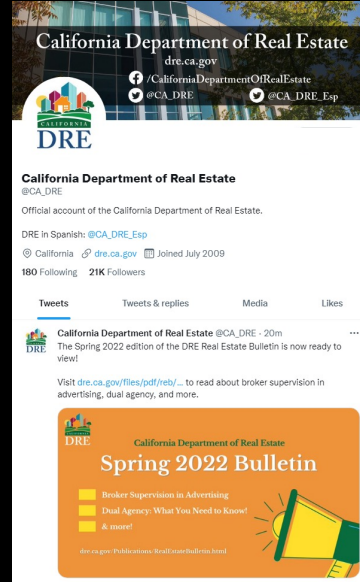 California Department of Real Estate
dre.ca.gov
/CaliforniaDepartmentOfRealEstate
@CA_DRE @CA_DRE_Esp
CALIFORNIA
DRE
California Department of Real Estate
@CA_DRE
Official account of the California Department of Real Estate.
DRE in Spanish: @CA_DRE_Esp
California dre.ca.gov Joined July 2009
180 Following 21K Followers
Tweets Tweets & replies Media Likes
California Department of Real Estate @CA_DRE · 20m ...
DRE
The Spring 2022 edition of the DRE Real Estate Bulletin is now ready to
view!
Visit dre.ca.gov/files/pdf/reb/... to read about broker supervision in
advertising, dual agency, and more.
DRE
California Department of Real Estate
Spring 2022 Bulletin
Broker Supervision in Advertising
Dual Agency: What You Need to Know!
& more!
dre.ca.gov/Publications/RealEstateBulletin.html